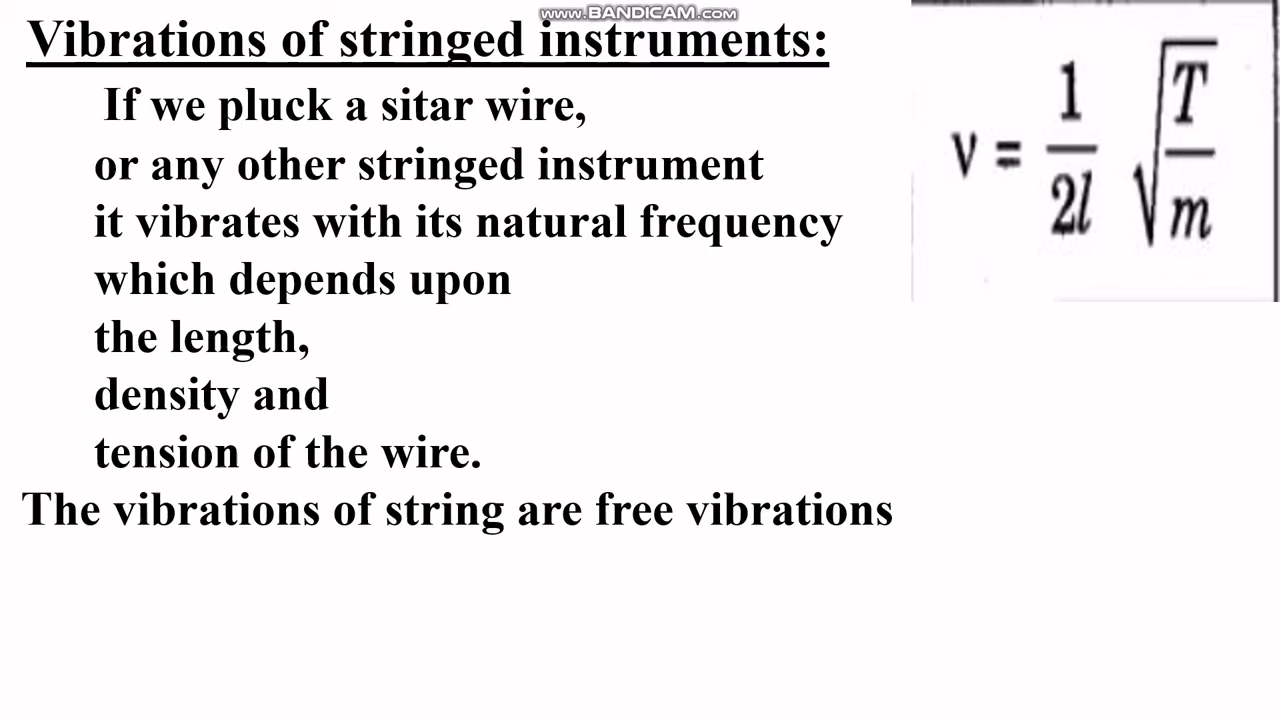 www.BANDICAM.com
Vibrations of stringed instruments:
If we pluck a sitar wire,
or any other stringed instrument
it vibrates with its natural frequency
which depends upon
the length,
density and
tension of the wire.
The vibrations of string are free vibrations
ν = 1/2l √T/m